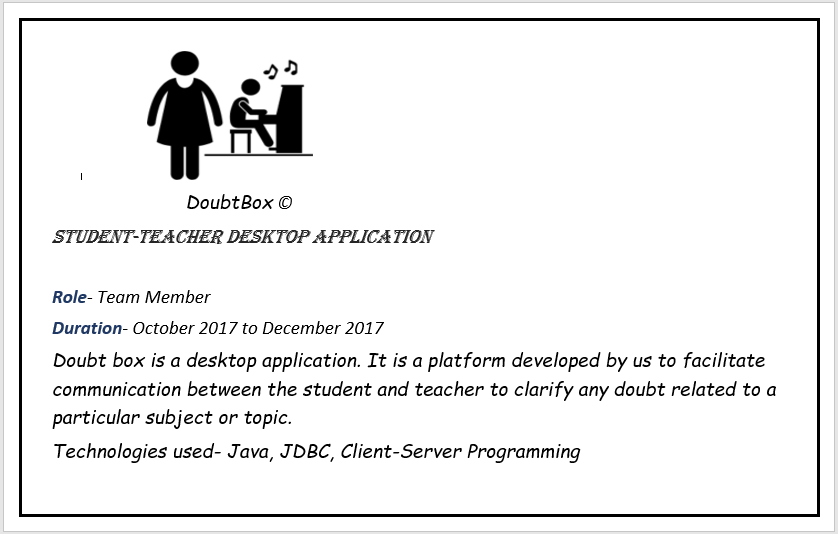 DoubtBox ©
STUDENT-TEACHER DESKTOP APPLICATION
Role- Team Member
Duration- October 2017 to December 2017
Doubt box is a desktop application. It is a platform developed by us to facilitate
communication between the student and teacher to clarify any doubt related to a
particular subject or topic.
Technologies used- Java, JDBC, Client-Server Programming